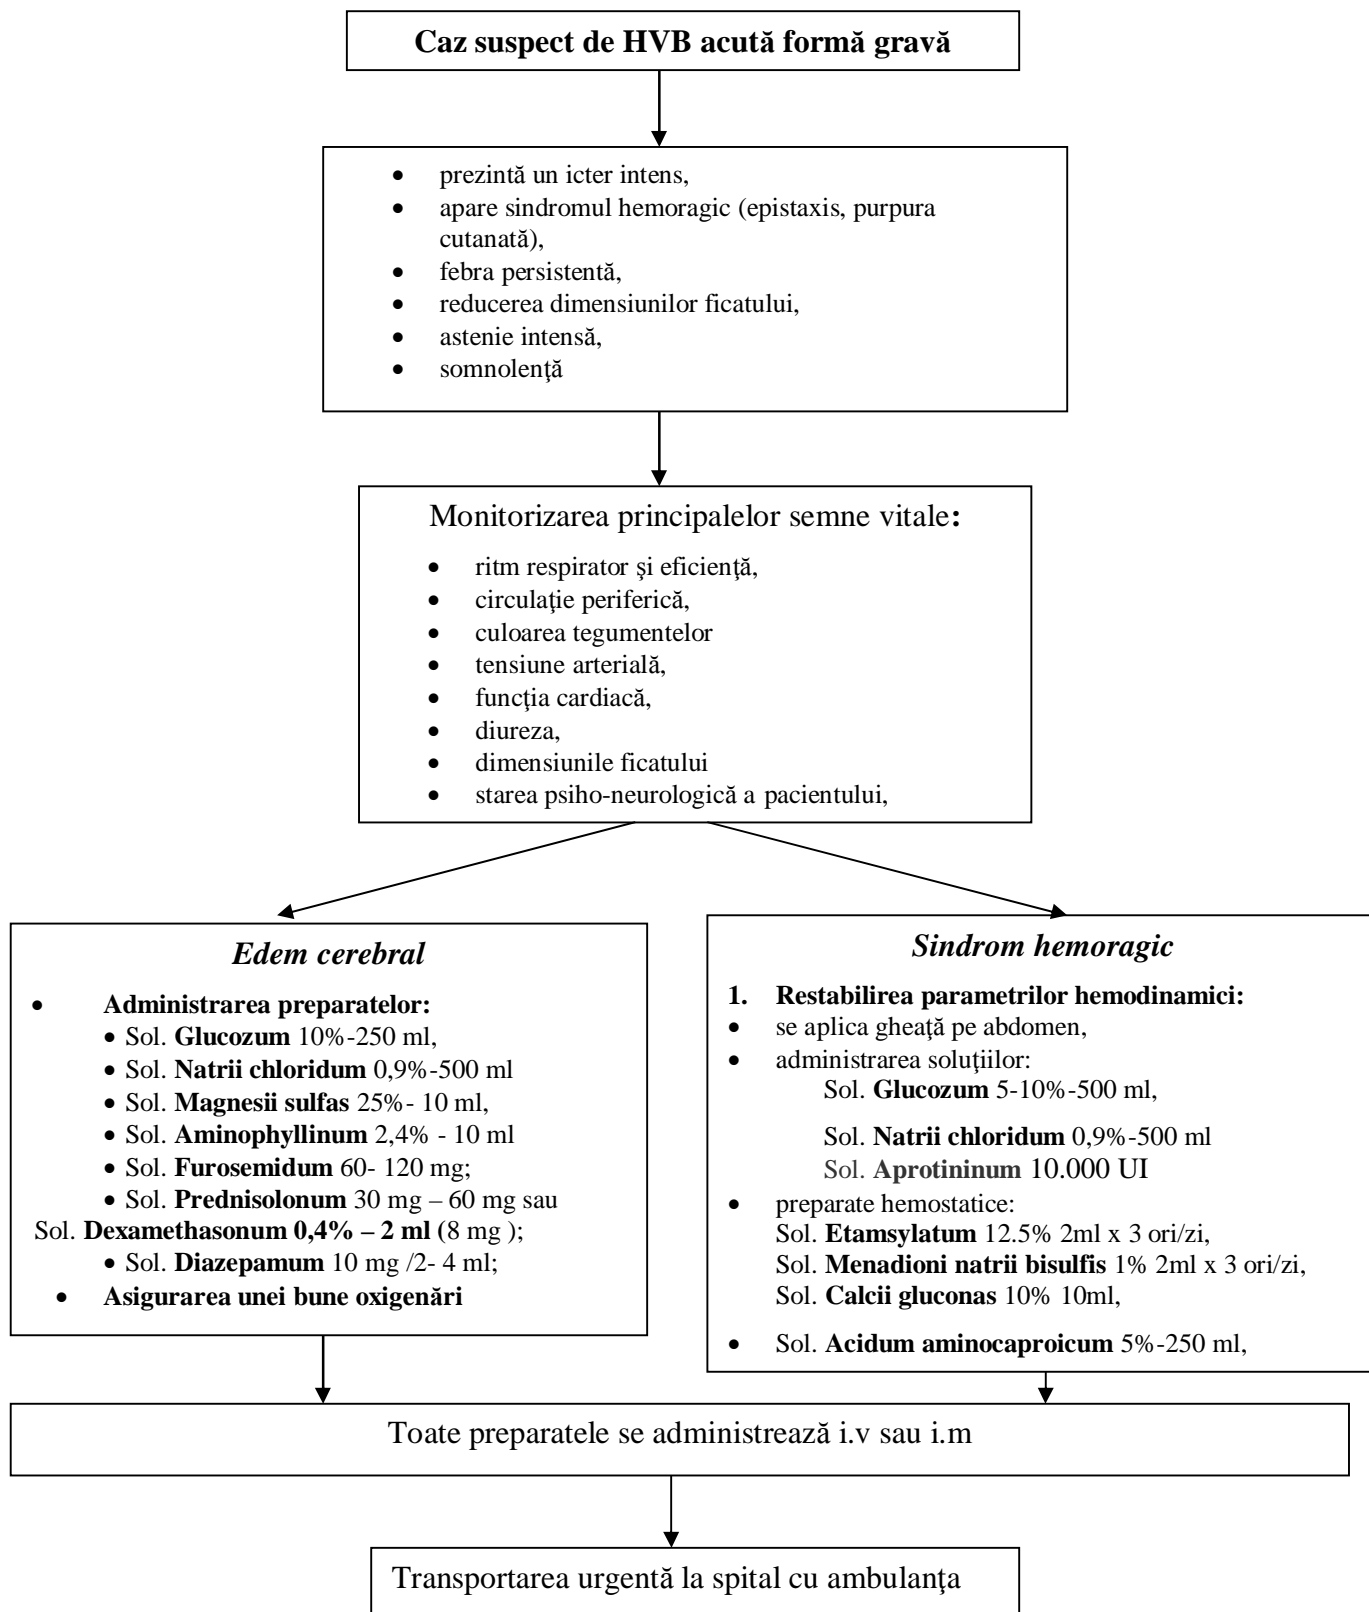 Caz suspect de HVB acută formă gravă
• prezintă un icter intens,
• apare sindromul hemoragic (epistaxis, purpura
cutanată),
• febra persistentă,
• reducerea dimensiunilor ficatului,
• astenie intensă,
• somnolenţă
Monitorizarea principalelor semne vitale:
• ritm respirator şi eficienţă,
• circulaţie periferică,
• culoarea tegumentelor
• tensiune arterială,
• funcţia cardiacă,
• diureza,
• dimensiunile ficatului
• starea psiho-neurologică a pacientului,
Edem cerebral
• Administrarea preparatelor:
• Sol. Glucozum 10%-250 ml,
• Sol. Natrii chloridum 0,9%-500 ml
• Sol. Magnesii sulfas 25%- 10 ml,
• Sol. Aminophyllinum 2,4% - 10 ml
• Sol. Furosemidum 60- 120 mg;
• Sol. Prednisolonum 30 mg – 60 mg sau
Sol. Dexamethasonum 0,4% – 2 ml (8 mg );
• Sol. Diazepamum 10 mg /2- 4 ml;
• Asigurarea unei bune oxigenări
Sindrom hemoragic
1. Restabilirea parametrilor hemodinamici:
• se aplica gheaţă pe abdomen,
• administrarea soluţiilor:
Sol. Glucozum 5-10%-500 ml,
Sol. Natrii chloridum 0,9%-500 ml
Sol. Aprotininum 10.000 UI
• preparate hemostatice:
Sol. Etamsylatum 12.5% 2ml x 3 ori/zi,
Sol. Menadioni natrii bisulfis 1% 2ml x 3 ori/zi,
Sol. Calcii gluconas 10% 10ml,
• Sol. Acidum aminocaproicum 5%-250 ml,
Toate preparatele se administrează i.v sau i.m
Transportarea urgentă la spital cu ambulanţa